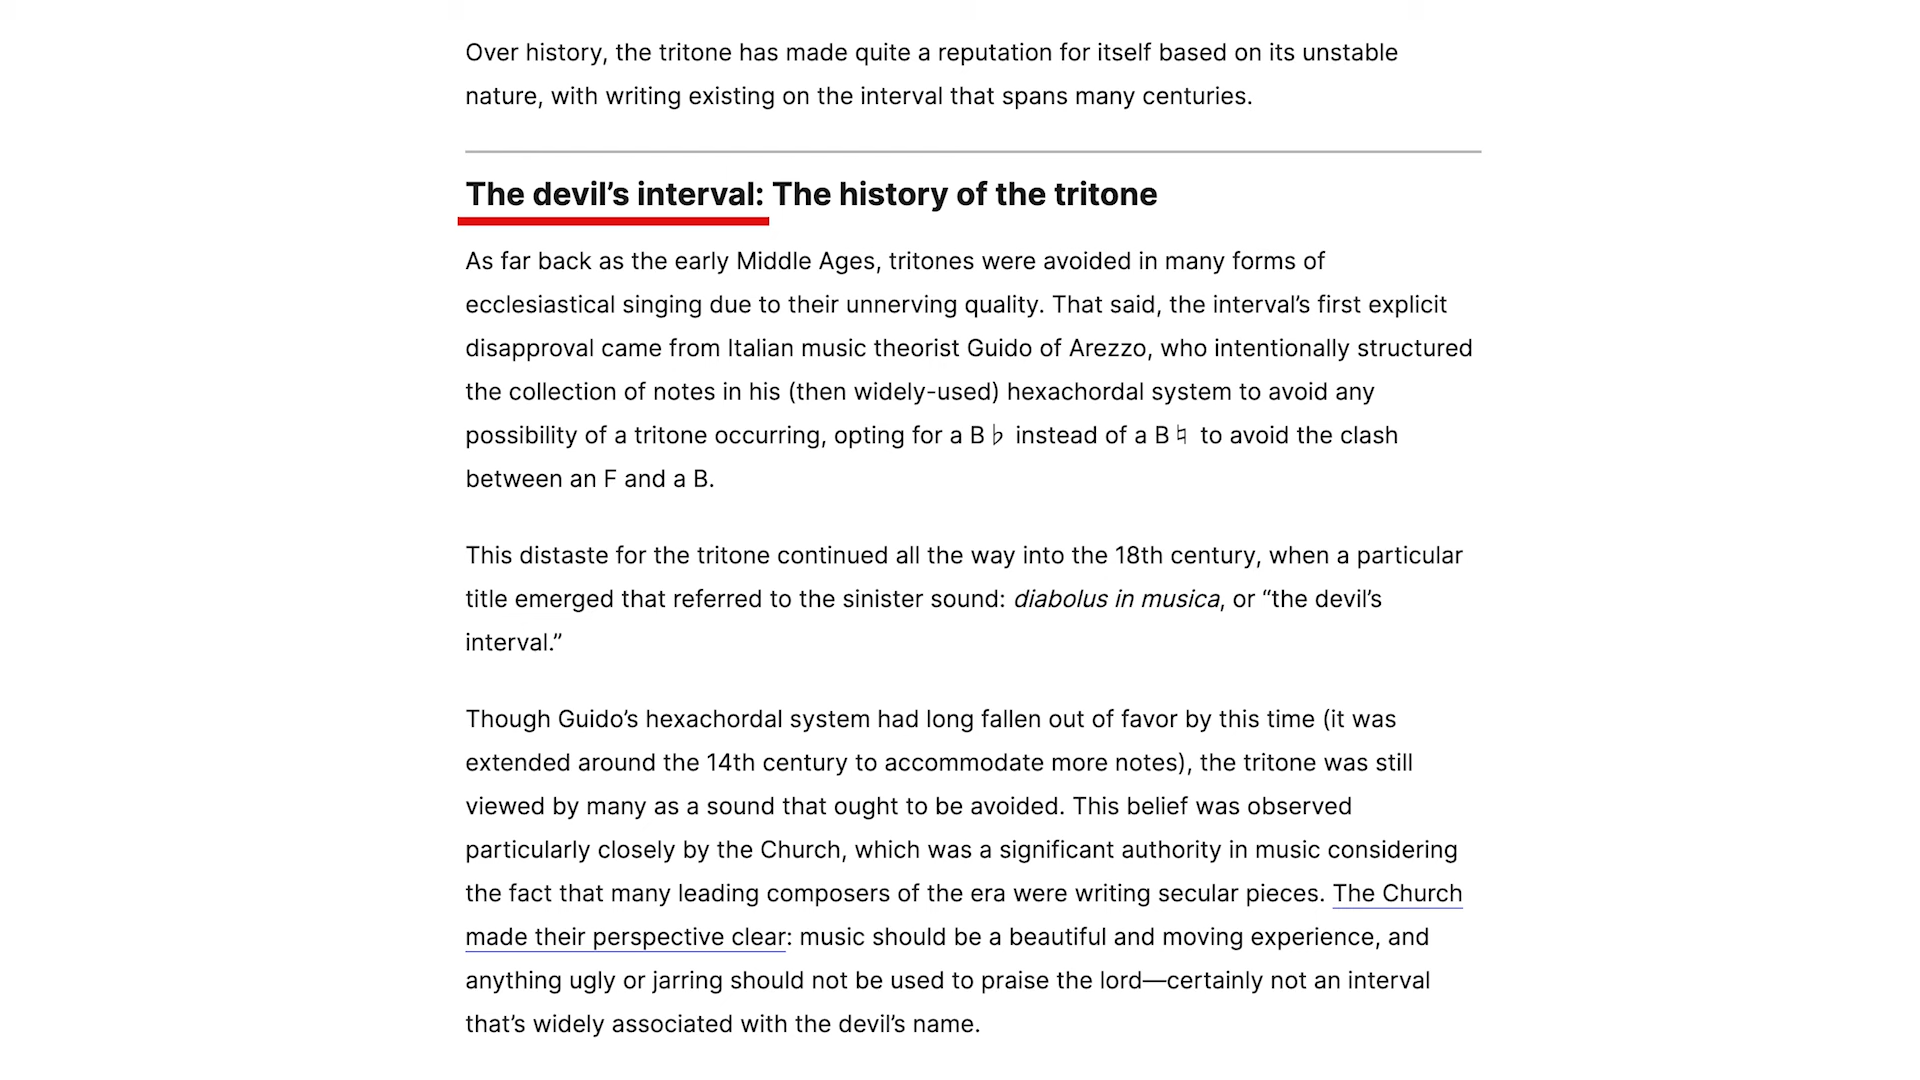 Over history, the tritone has made quite a reputation for itself based on its unstable
nature, with writing existing on the interval that spans many centuries.
The devil’s interval: The history of the tritone
As far back as the early Middle Ages, tritones were avoided in many forms of
ecclesiastical singing due to their unnerving quality. That said, the interval’s first explicit
disapproval came from Italian music theorist Guido of Arezzo, who intentionally structured
the collection of notes in his (then widely-used) hexachordal system to avoid any
possibility of a tritone occurring, opting for a B♭ instead of a B♮ to avoid the clash
between an F and a B.
This distaste for the tritone continued all the way into the 18th century, when a particular
title emerged that referred to the sinister sound: diabolus in musica, or “the devil’s
interval.”
Though Guido’s hexachordal system had long fallen out of favor by this time (it was
extended around the 14th century to accommodate more notes), the tritone was still
viewed by many as a sound that ought to be avoided. This belief was observed
particularly closely by the Church, which was a significant authority in music considering
the fact that many leading composers of the era were writing secular pieces. The Church
made their perspective clear: music should be a beautiful and moving experience, and
anything ugly or jarring should not be used to praise the lord—certainly not an interval
that’s widely associated with the devil’s name.